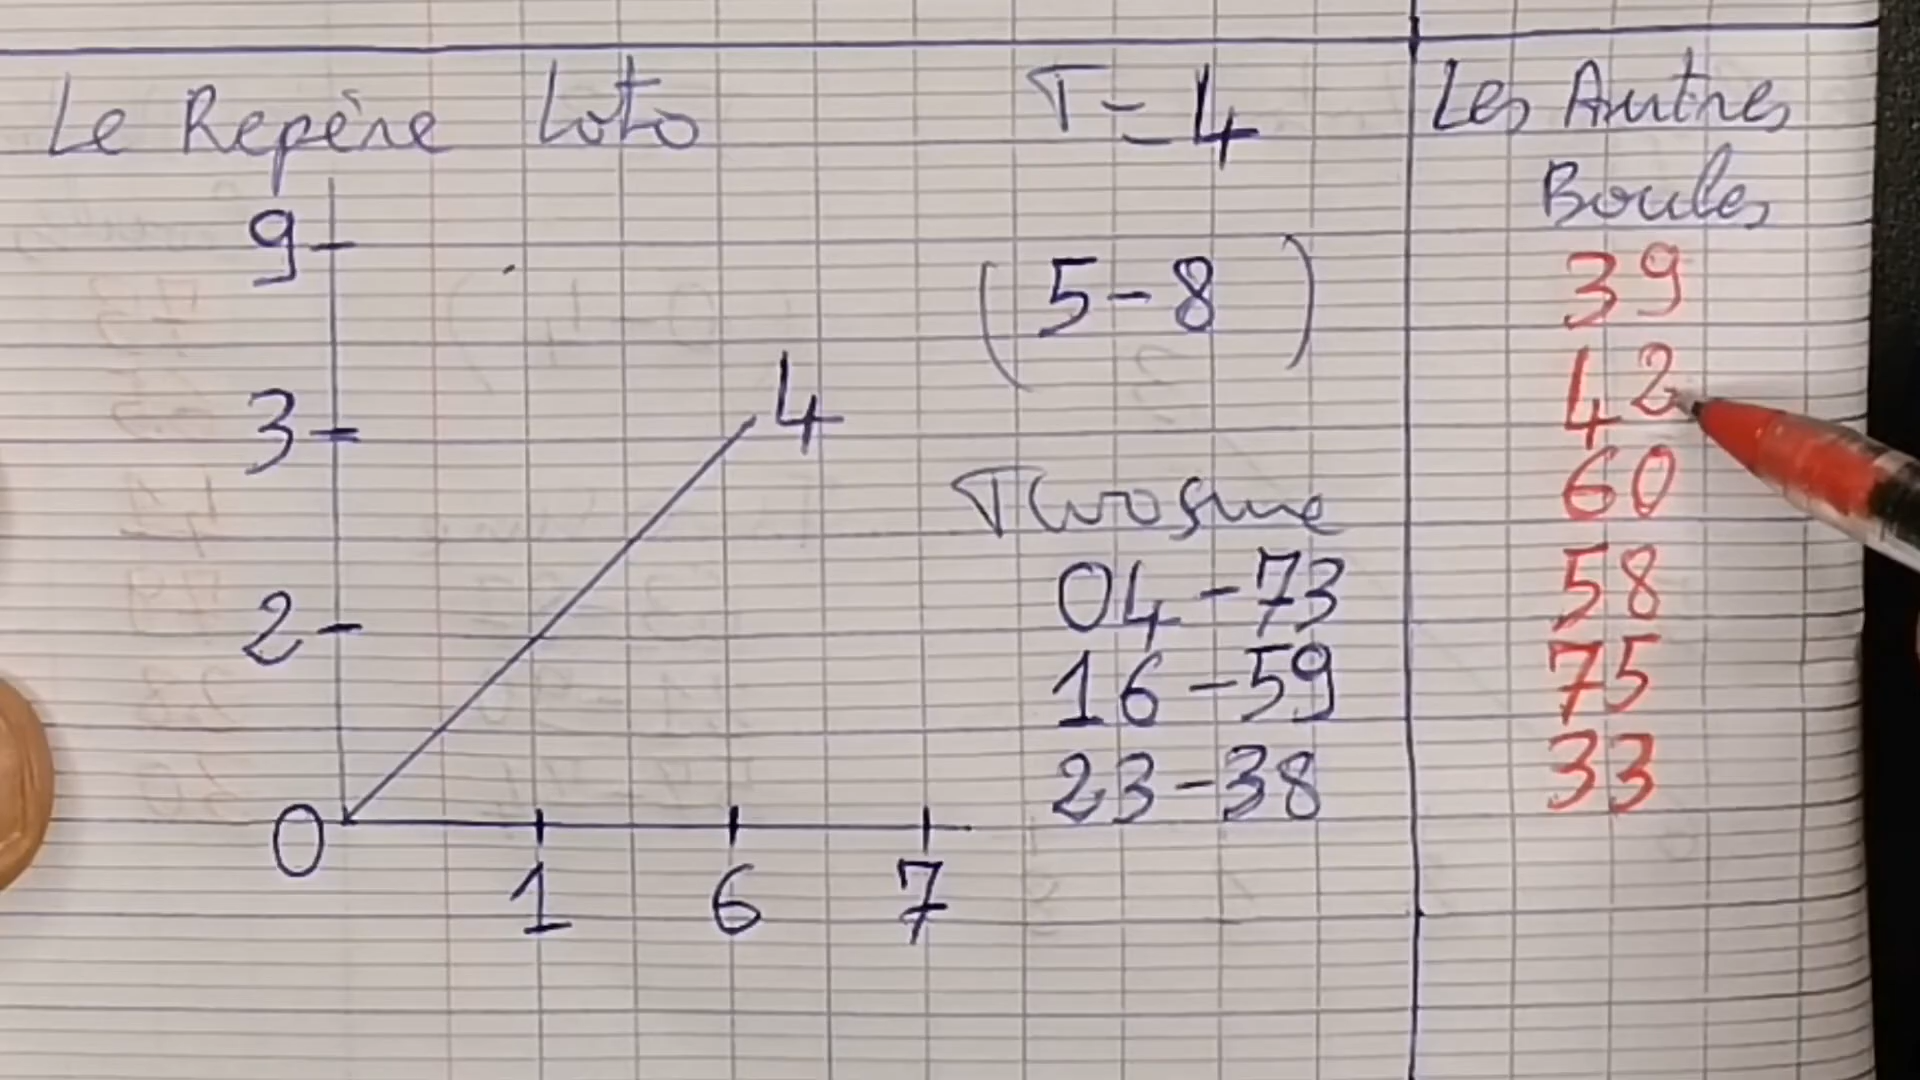 Le Repère Loto
T = 4
9
3
2
0
4
1 6 7
(5-8)
Twosure
04-73
16-59
23-38
Les Autres
Boules
39
42
60
58
75
33